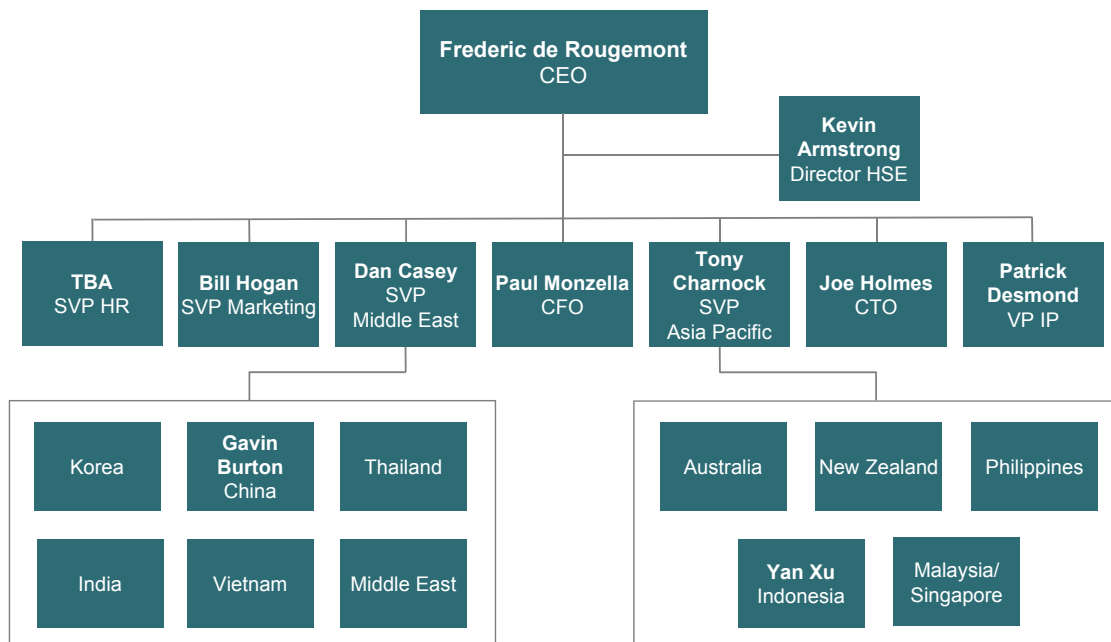 Frederic de Rougemont
CEO
Kevin
Armstrong
Director HSE
TBA
SVP HR
Bill Hogan
SVP Marketing
Dan Casey
SVP
Middle East
Paul Monzella
CFO
Tony
Charnock
SVP
Asia Pacific
Joe Holmes
CTO
Patrick
Desmond
VP IP
Korea
Gavin
Burton
China
Thailand
India
Vietnam
Middle East
Australia
New Zealand
Philippines
Yan Xu
Indonesia
Malaysia/
Singapore